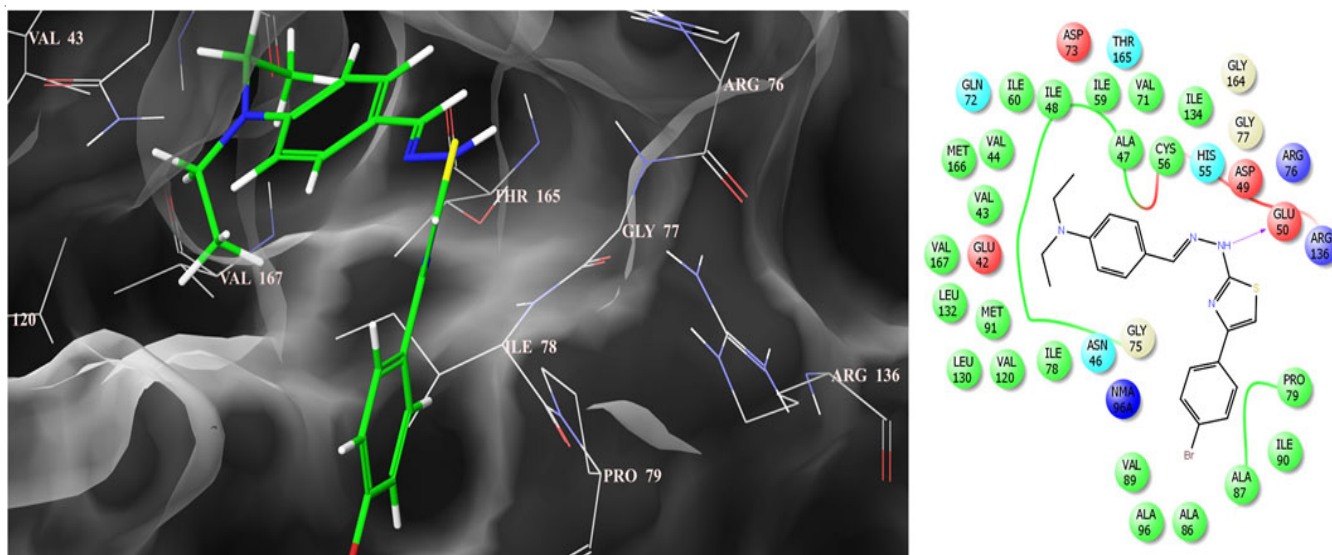 VAL 43
ARG 76
THR 165
GLY 77
VAL 167
120
ILE 78
ARG 136
PRO 79
ASP
73
THR
165
GLY
164
GLN
72
ILE
60
ILE
48
ILE
59
VAL
71
ILE
134
GLY
77
MET
166
VAL
44
ALA
47
CYS
56
HIS
55
ASP
49
ARG
76
VAL
43
GLU
50
ARG
136
VAL
167
GLU
42
N
N
NH
LEU
132
MET
91
N
S
LEU
130
VAL
120
ILE
78
ASN
46
GLY
75
NMA
96A
PRO
79
Br
VAL
89
ILE
90
ALA
87
ALA
96
ALA
86